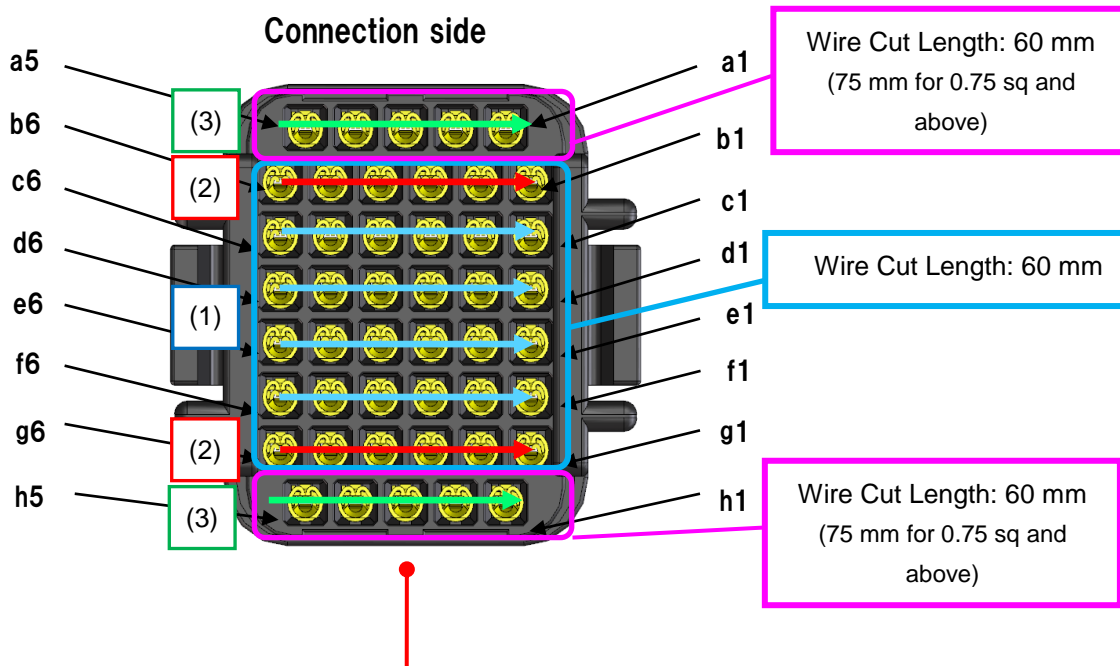 Connection side
a5
b6
c6
d6
e6
f6
g6
h5
(3)
(2)
(1)
(2)
(3)
a1
b1
c1
d1
e1
f1
g1
h1
Wire Cut Length: 60 mm
(75 mm for 0.75 sq and
above)
Wire Cut Length: 60 mm
Wire Cut Length: 60 mm
(75 mm for 0.75 sq and
above)